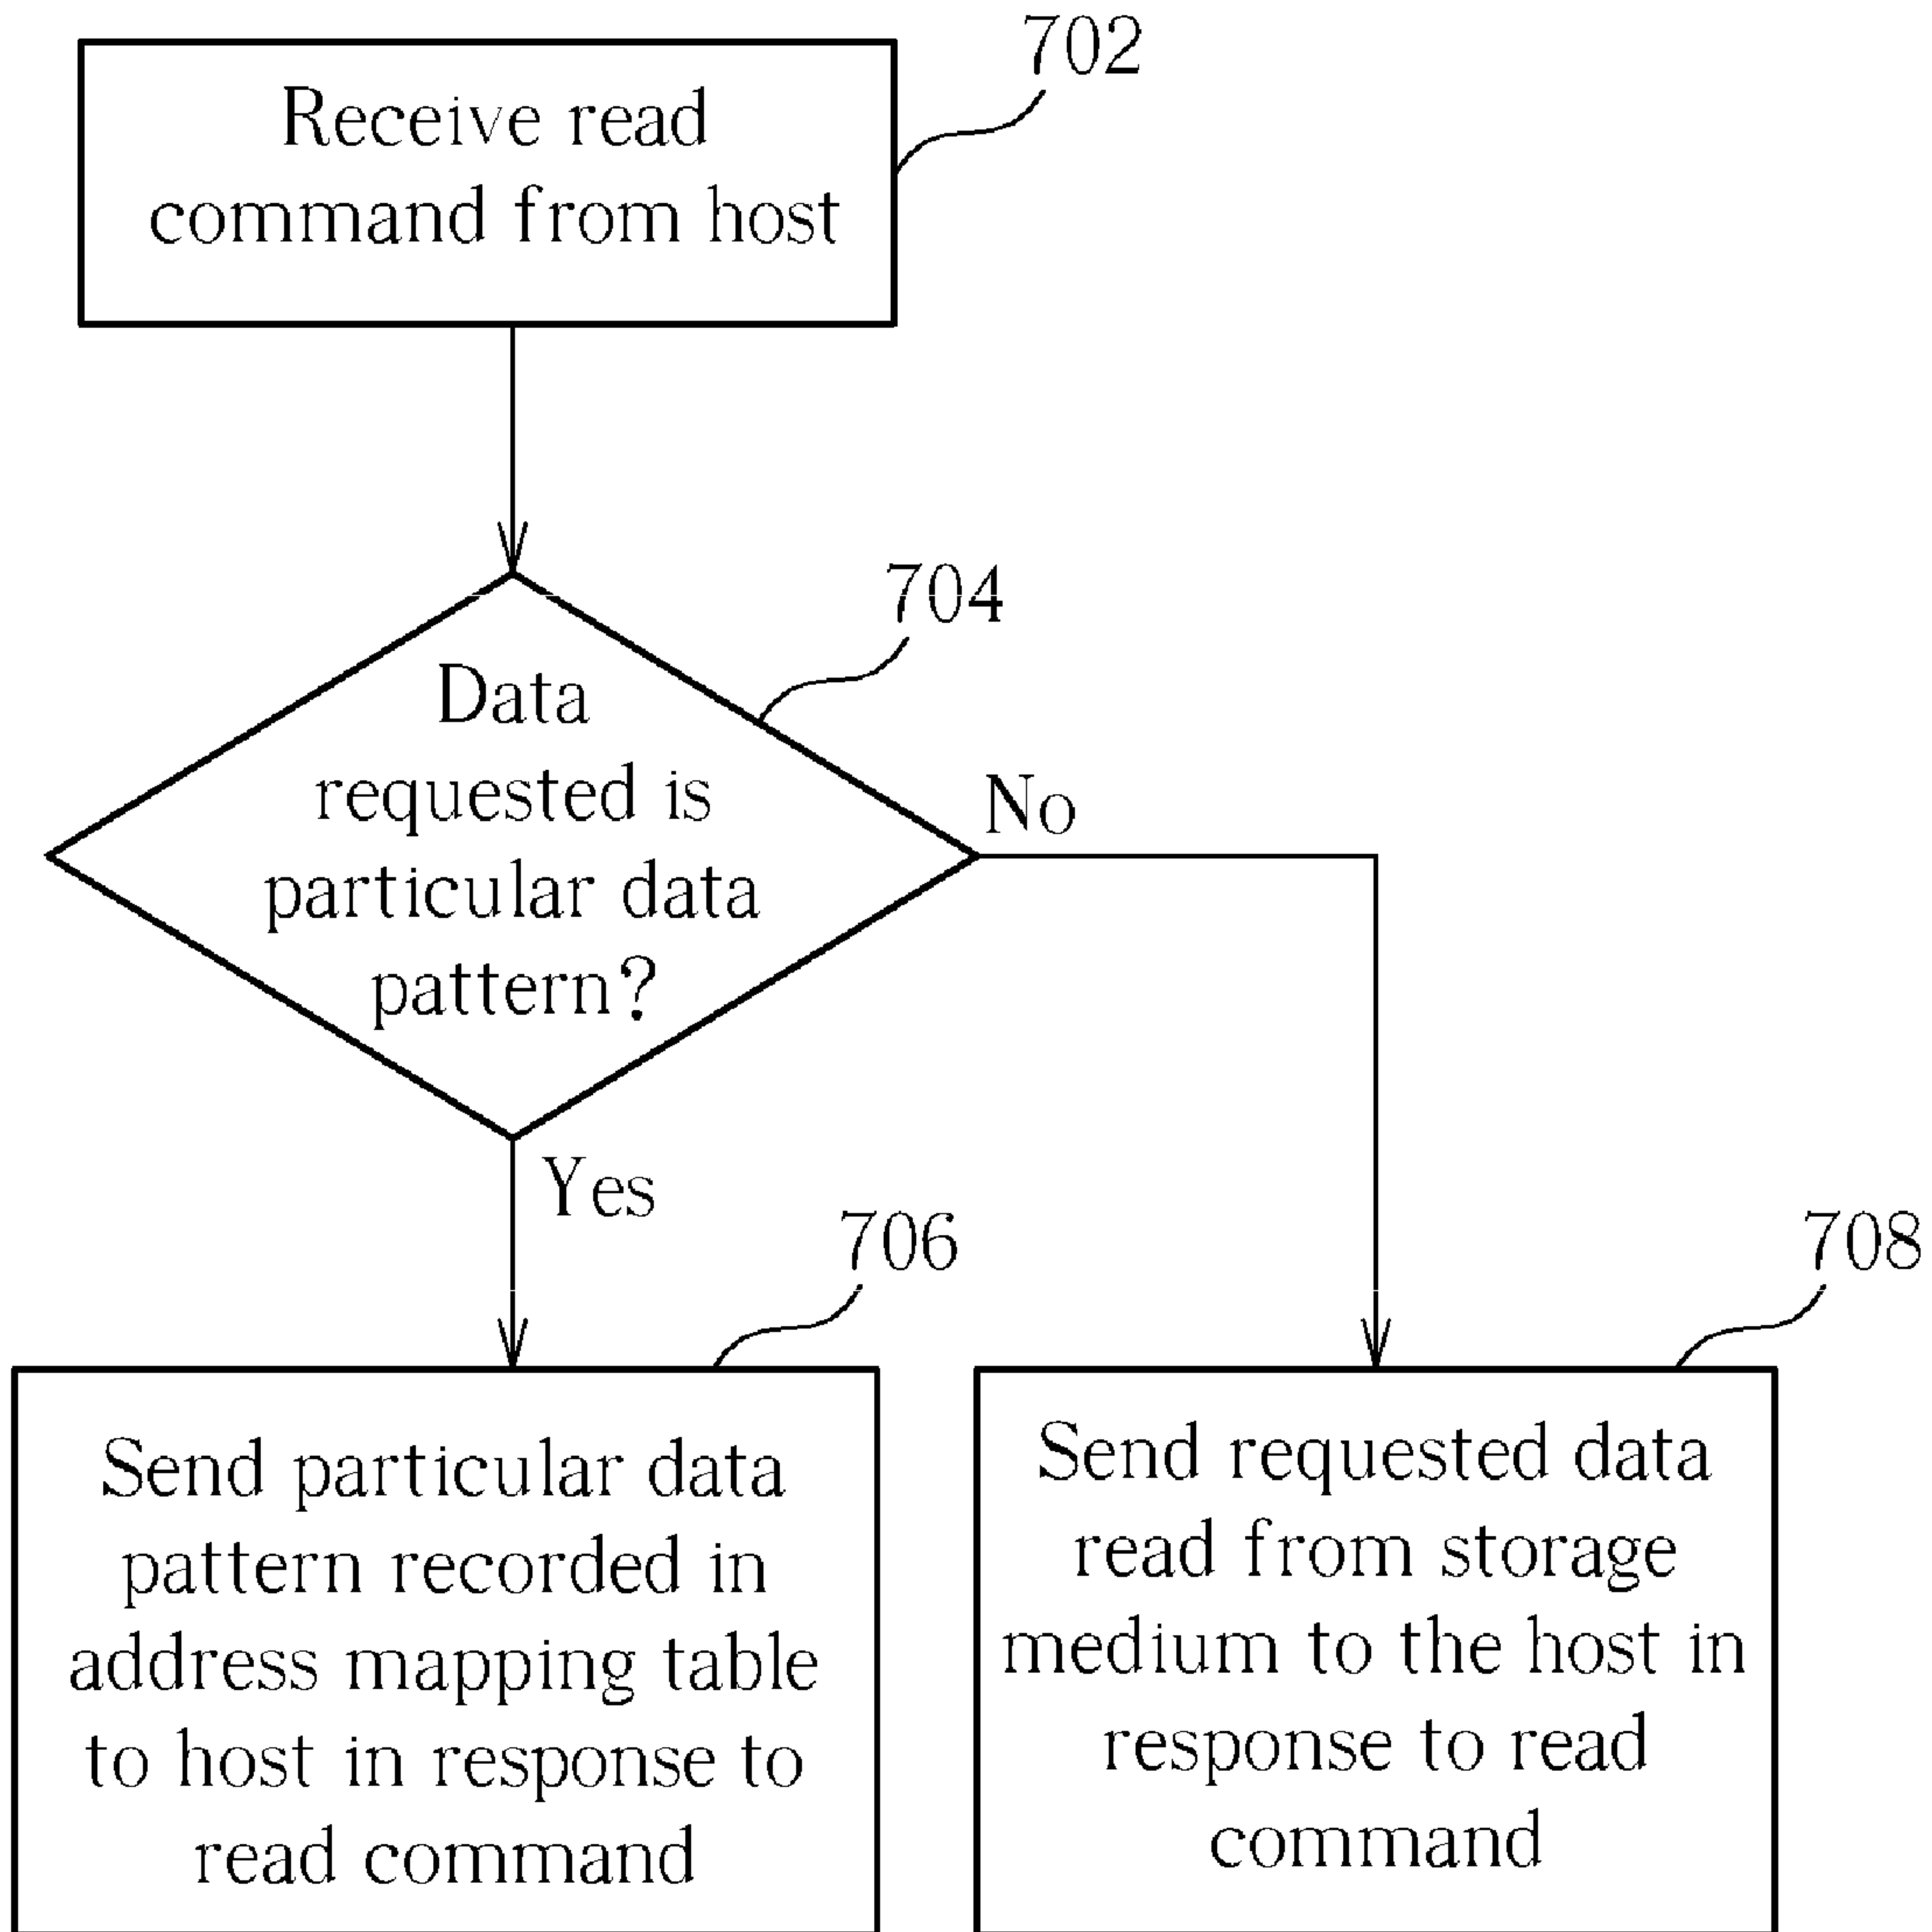 702
Receive read
command from host
704
Data
requested is
particular data
pattern?
No
Yes
706
708
Send particular data
pattern recorded in
address mapping table
to host in response to
read command
Send requested data
read from storage
medium to the host in
response to read
command